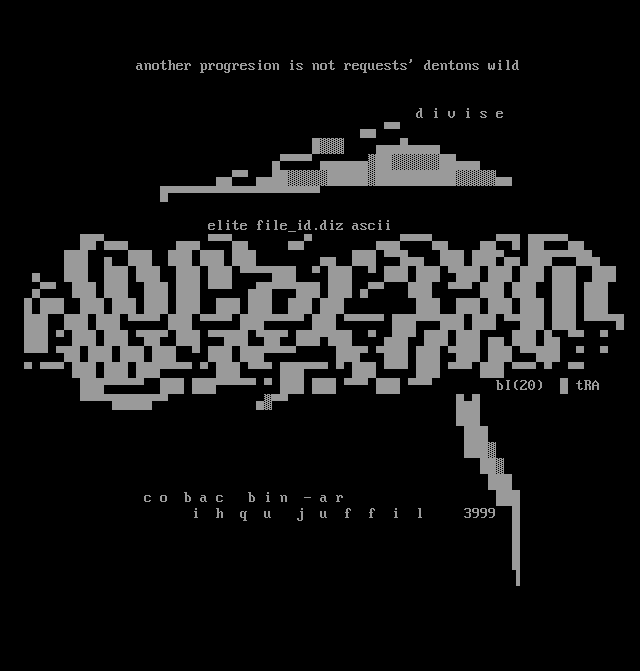 another progresion is not requests' dentons wild
d i v i s e
elite file_id.diz ascii
bI(20) tRA
c o b a c b i n - a r
i h q u j u f f i l 3999